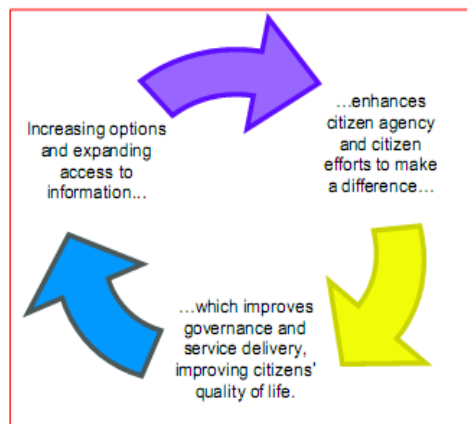 Increasing options
and expanding
access to
information...
...enhances
citizen agency
and citizen
efforts to make
a difference...
...which improves
governance and
service delivery,
improving citizens'
quality of life.